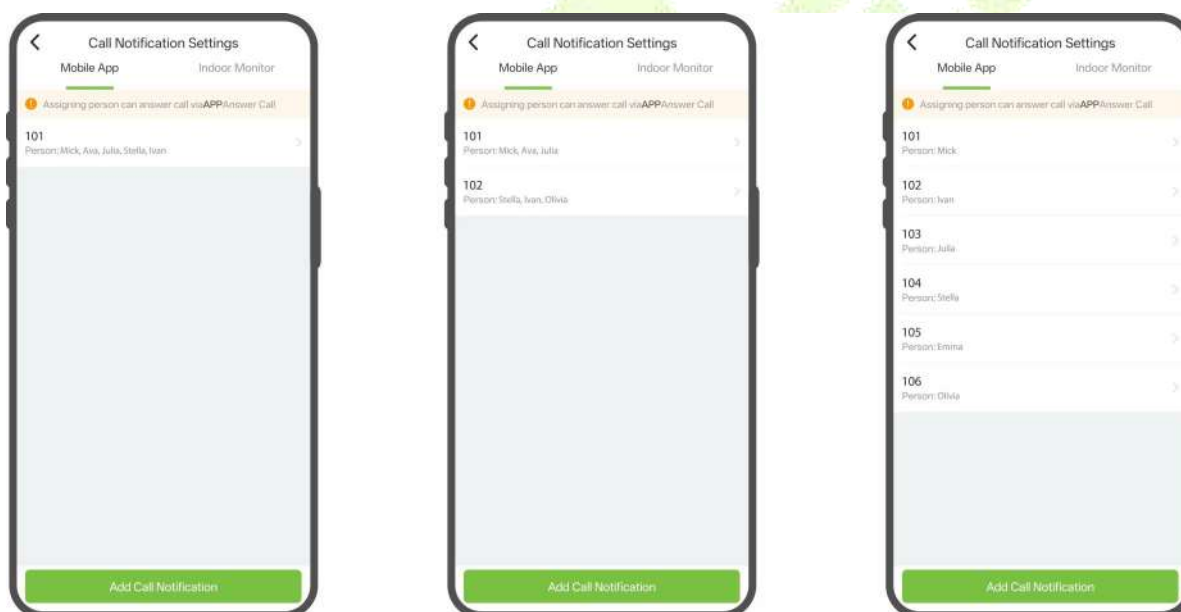 Call Notification Settings
Mobile App Indoor Monitor
Assigning person can answer call viaAPPAnswer Call
101
Person: Mick, Ava, Julia, Stella, Ivan
Add Call Notification
Call Notification Settings
Mobile App Indoor Monitor
Assigning person can answer call viaAPPAnswer Call
101
Person: Mick, Ava, Julia
102
Person: Stella, Ivan, Olivia
Add Call Notification
Call Notification Settings
Mobile App Indoor Monitor
Assigning person can answer call viaAPPAnswer Call
101
Person: Mick
102
Person: Ivan
103
Person: Julia
104
Person: Stella
105
Person: Emma
106
Person: Olivia
Add Call Notification